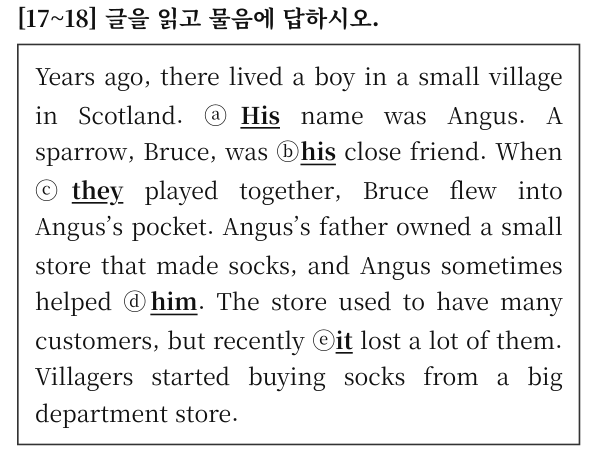 [17~18] 글을 읽고 물음에 답하시오.
Years ago, there lived a boy in a small village
in Scotland. ⓐ His name was Angus. A
sparrow, Bruce, was ⓑhis close friend. When
ⓒ they played together, Bruce flew into
Angus’s pocket. Angus’s father owned a small
store that made socks, and Angus sometimes
helped ⓓhim. The store used to have many
customers, but recently ⓔit lost a lot of them.
Villagers started buying socks from a big
department store.